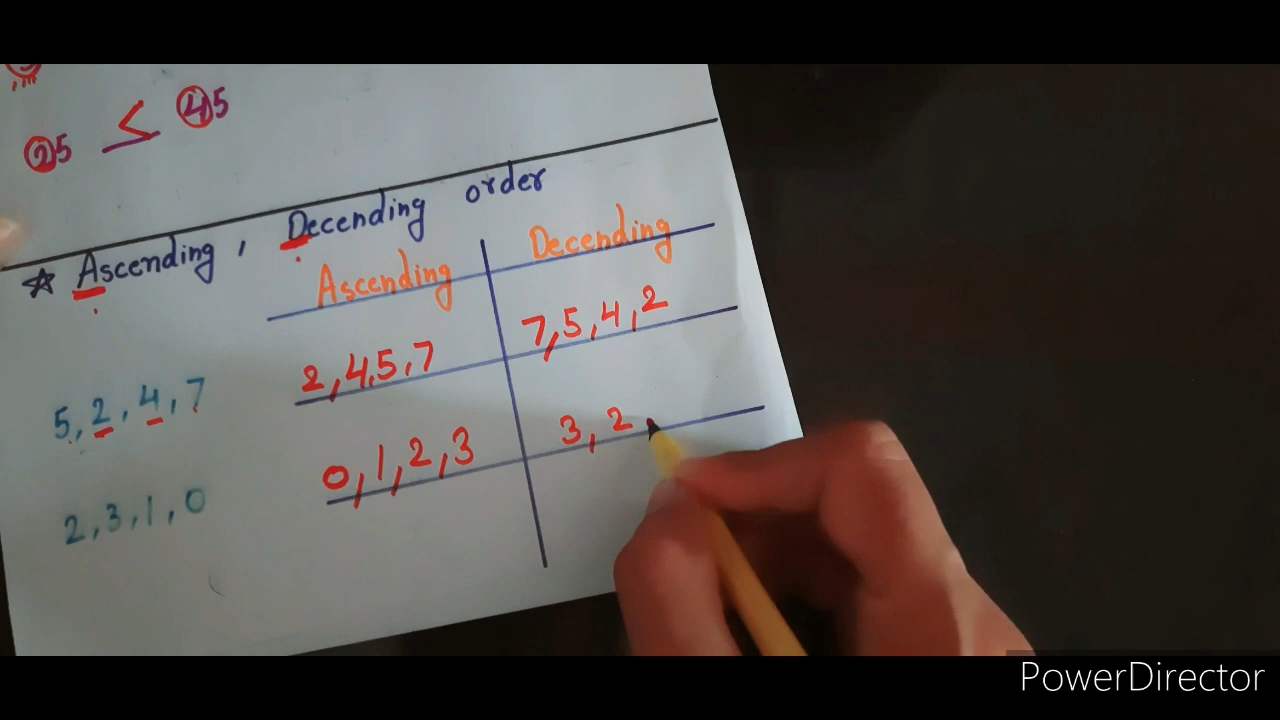 25 ≤ 45
☆ Ascending, Decending order
Ascending Decending
5, 2, 4, 7 2, 4, 5, 7 7, 5, 4, 2
2, 3, 1, 0 0, 1, 2, 3 3, 2
PowerDirector